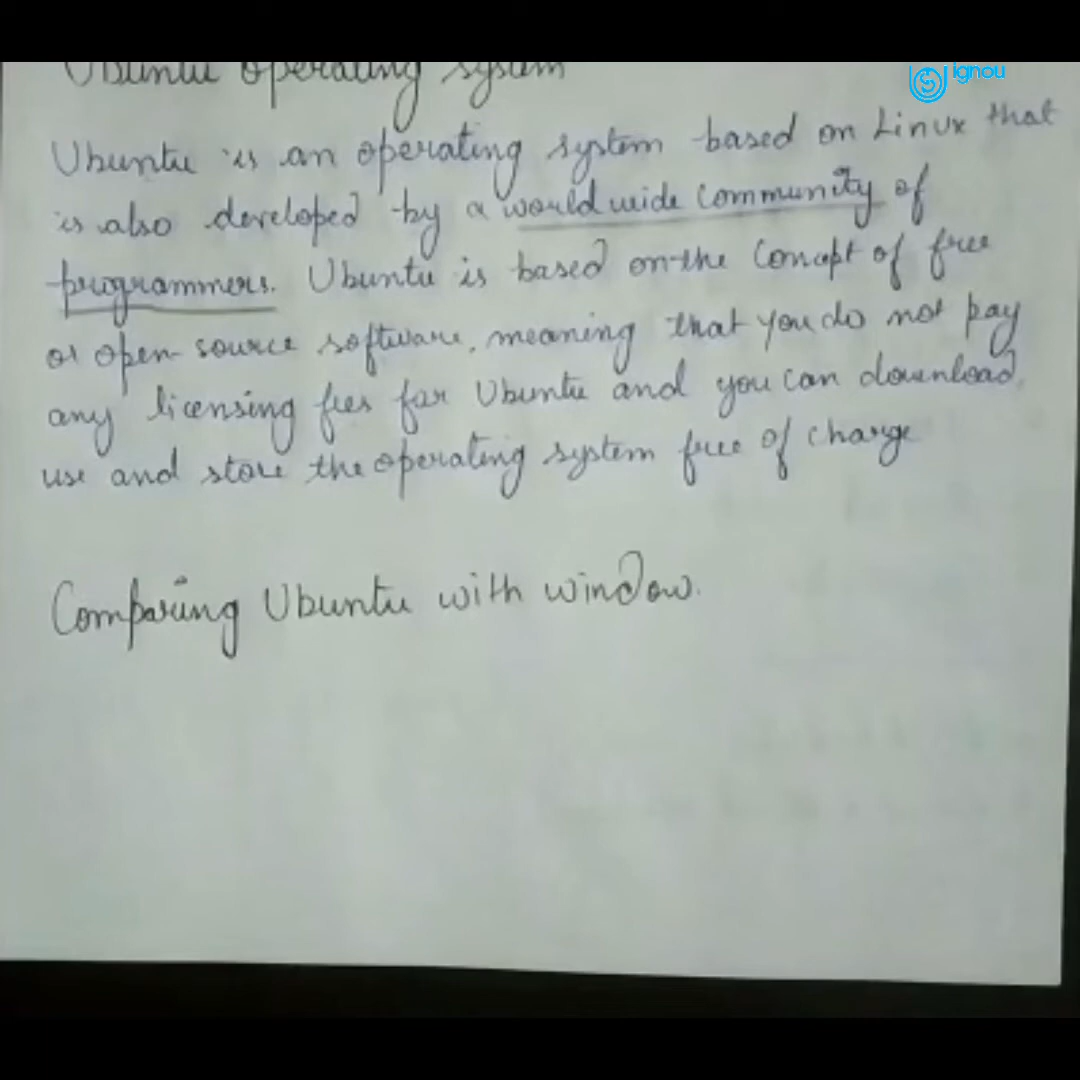 Ubuntu operating system
ignou
Ubuntu is an operating system based on Linux that
is also developed by a worldwide community of
programmers. Ubuntu is based on the concept of free
or open source software, meaning that you do not pay
any licensing fees for Ubuntu and you can download,
use and store the operating system free of charge
Comparing Ubuntu with window.